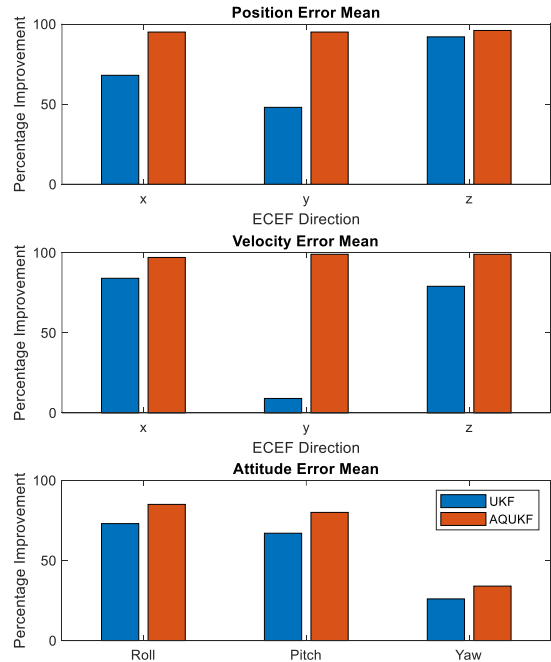 Position Error Mean
Percentage Improvement
100
50
0
x y z
ECEF Direction
Velocity Error Mean
Percentage Improvement
100
50
0
x y z
ECEF Direction
Attitude Error Mean
Percentage Improvement
100
50
0
UKF
AQUKF
Roll Pitch Yaw